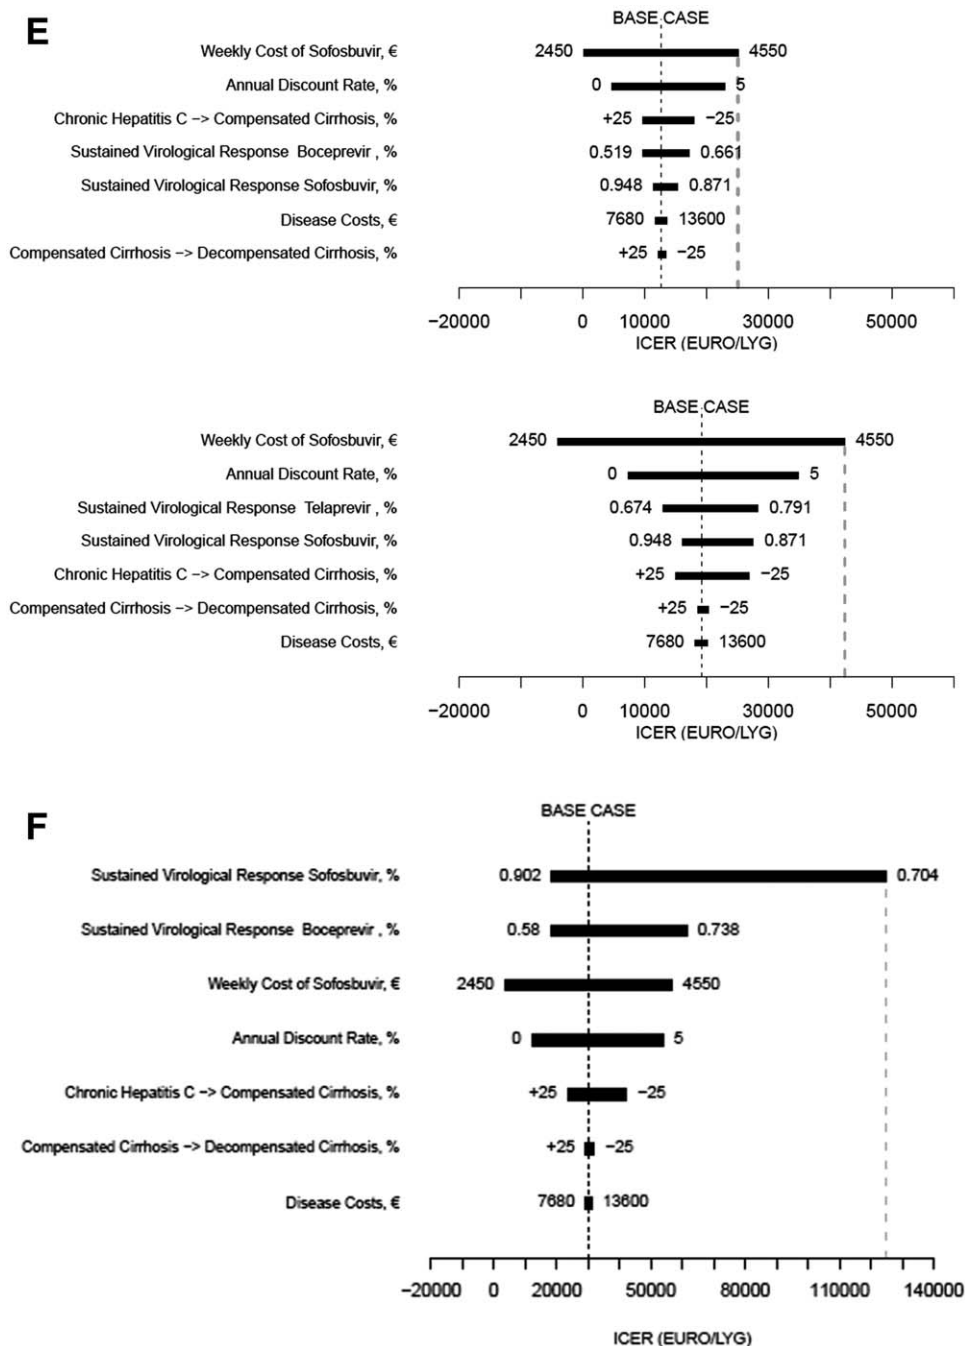 E
BASE CASE
Weekly Cost of Sofosbuvir, € 2450 4550
Annual Discount Rate, % 0 5
Chronic Hepatitis C −> Compensated Cirrhosis, % +25 −25
Sustained Virological Response Boceprevir , % 0.519 0.661
Sustained Virological Response Sofosbuvir, % 0.948 0.871
Disease Costs, € 7680 13600
Compensated Cirrhosis −> Decompensated Cirrhosis, % +25 −25
−20000 0 10000 30000 50000
ICER (EURO/LYG)
BASE CASE
Weekly Cost of Sofosbuvir, € 2450 4550
Annual Discount Rate, % 0 5
Sustained Virological Response Telaprevir , % 0.674 0.791
Sustained Virological Response Sofosbuvir, % 0.948 0.871
Chronic Hepatitis C −> Compensated Cirrhosis, % +25 −25
Compensated Cirrhosis −> Decompensated Cirrhosis, % +25 −25
Disease Costs, € 7680 13600
−20000 0 10000 30000 50000
ICER (EURO/LYG)
F
BASE CASE
Sustained Virological Response Sofosbuvir, % 0.902 0.704
Sustained Virological Response Boceprevir , % 0.58 0.738
Weekly Cost of Sofosbuvir, € 2450 4550
Annual Discount Rate, % 0 5
Chronic Hepatitis C −> Compensated Cirrhosis, % +25 −25
Compensated Cirrhosis −> Decompensated Cirrhosis, % +25 −25
Disease Costs, € 7680 13600
−20000 0 20000 50000 80000 110000 140000
ICER (EURO/LYG)